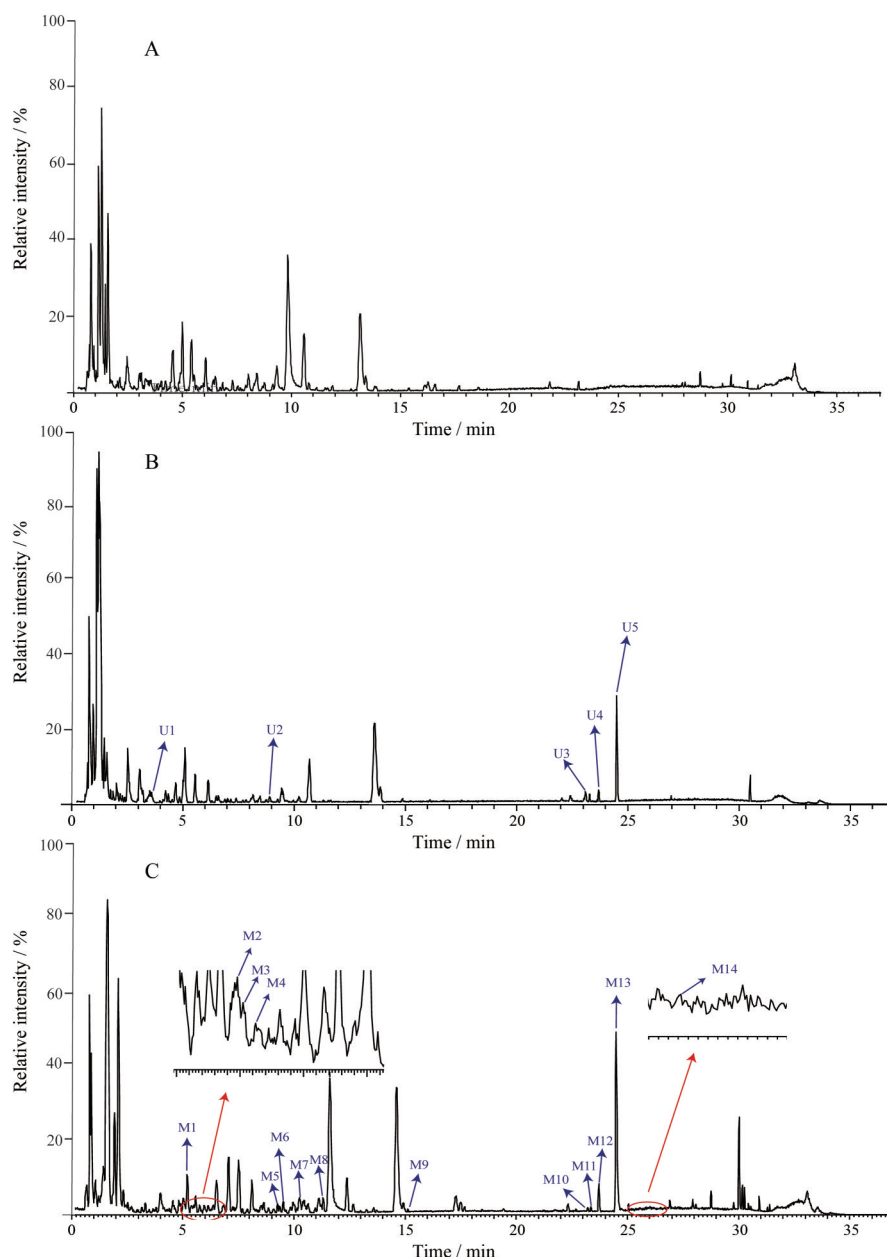 100
A
80
60
40
20
Relative intensity / %
0 5 10 15 20 25 30 35
Time / min
100
B
80
60
40
20
Relative intensity / %
U1 U2 U3 U4 U5
0 5 10 15 20 25 30 35
Time / min
100
C
80
60
40
20
Relative intensity / %
M2
M3
M4
M14
M13
M1 M6 M12
M5 M7 M8 M9 M10 M11
0 5 10 15 20 25 30 35
Time / min